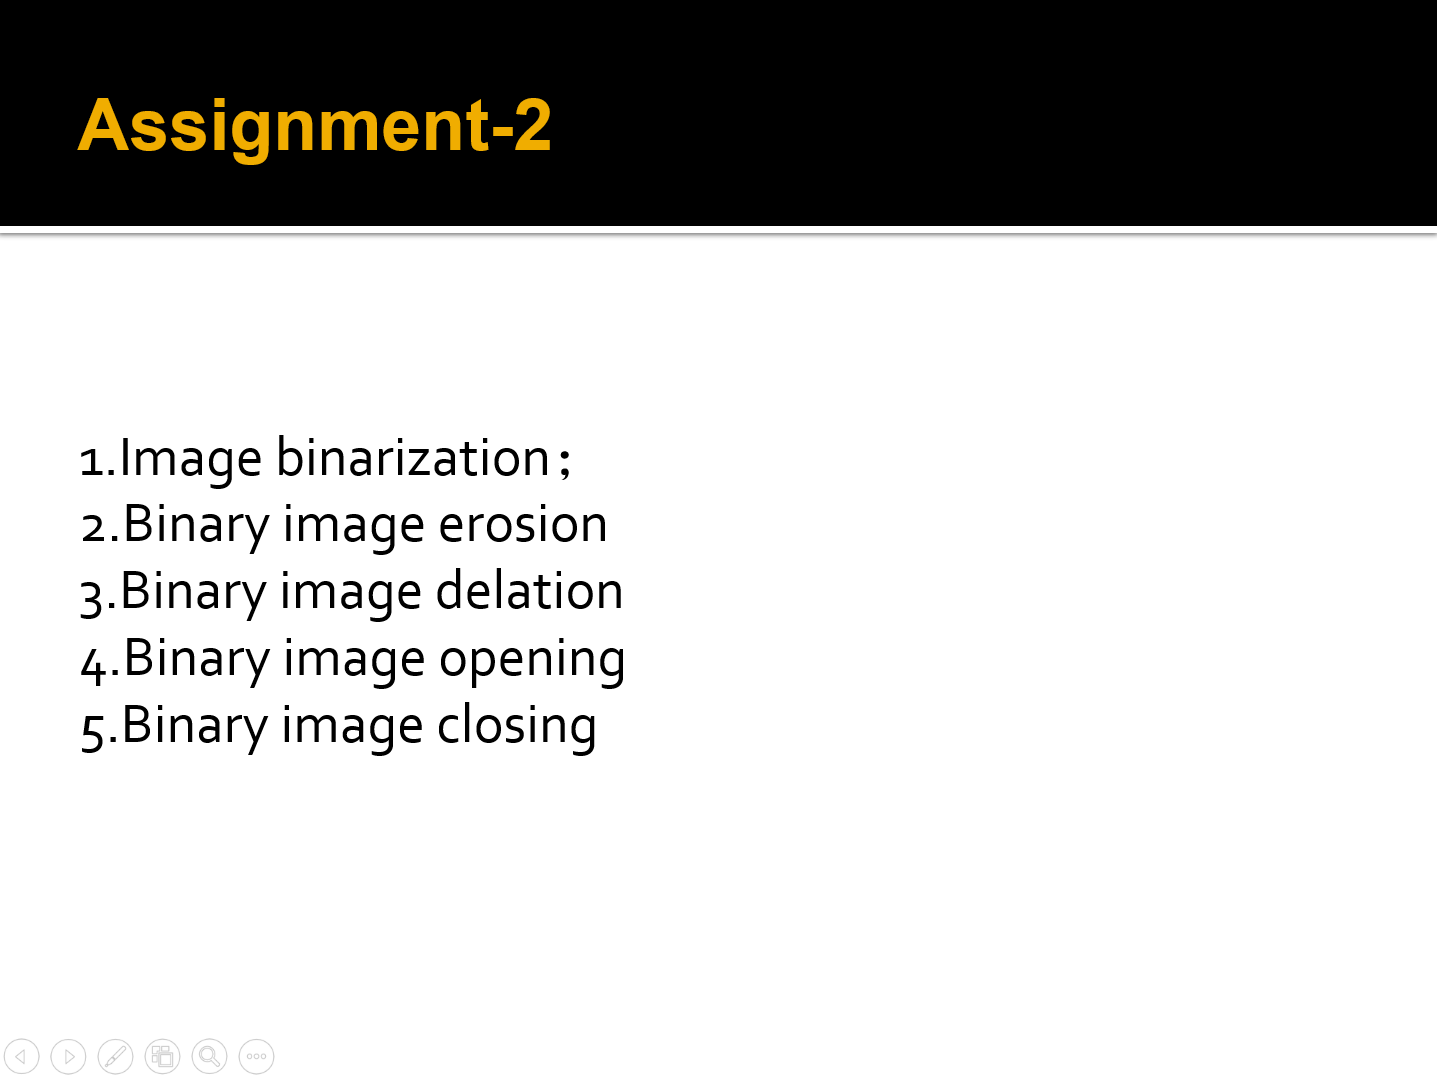 Assignment-2
1.Image binarization；
2.Binary image erosion
3.Binary image delation
4.Binary image opening
5.Binary image closing